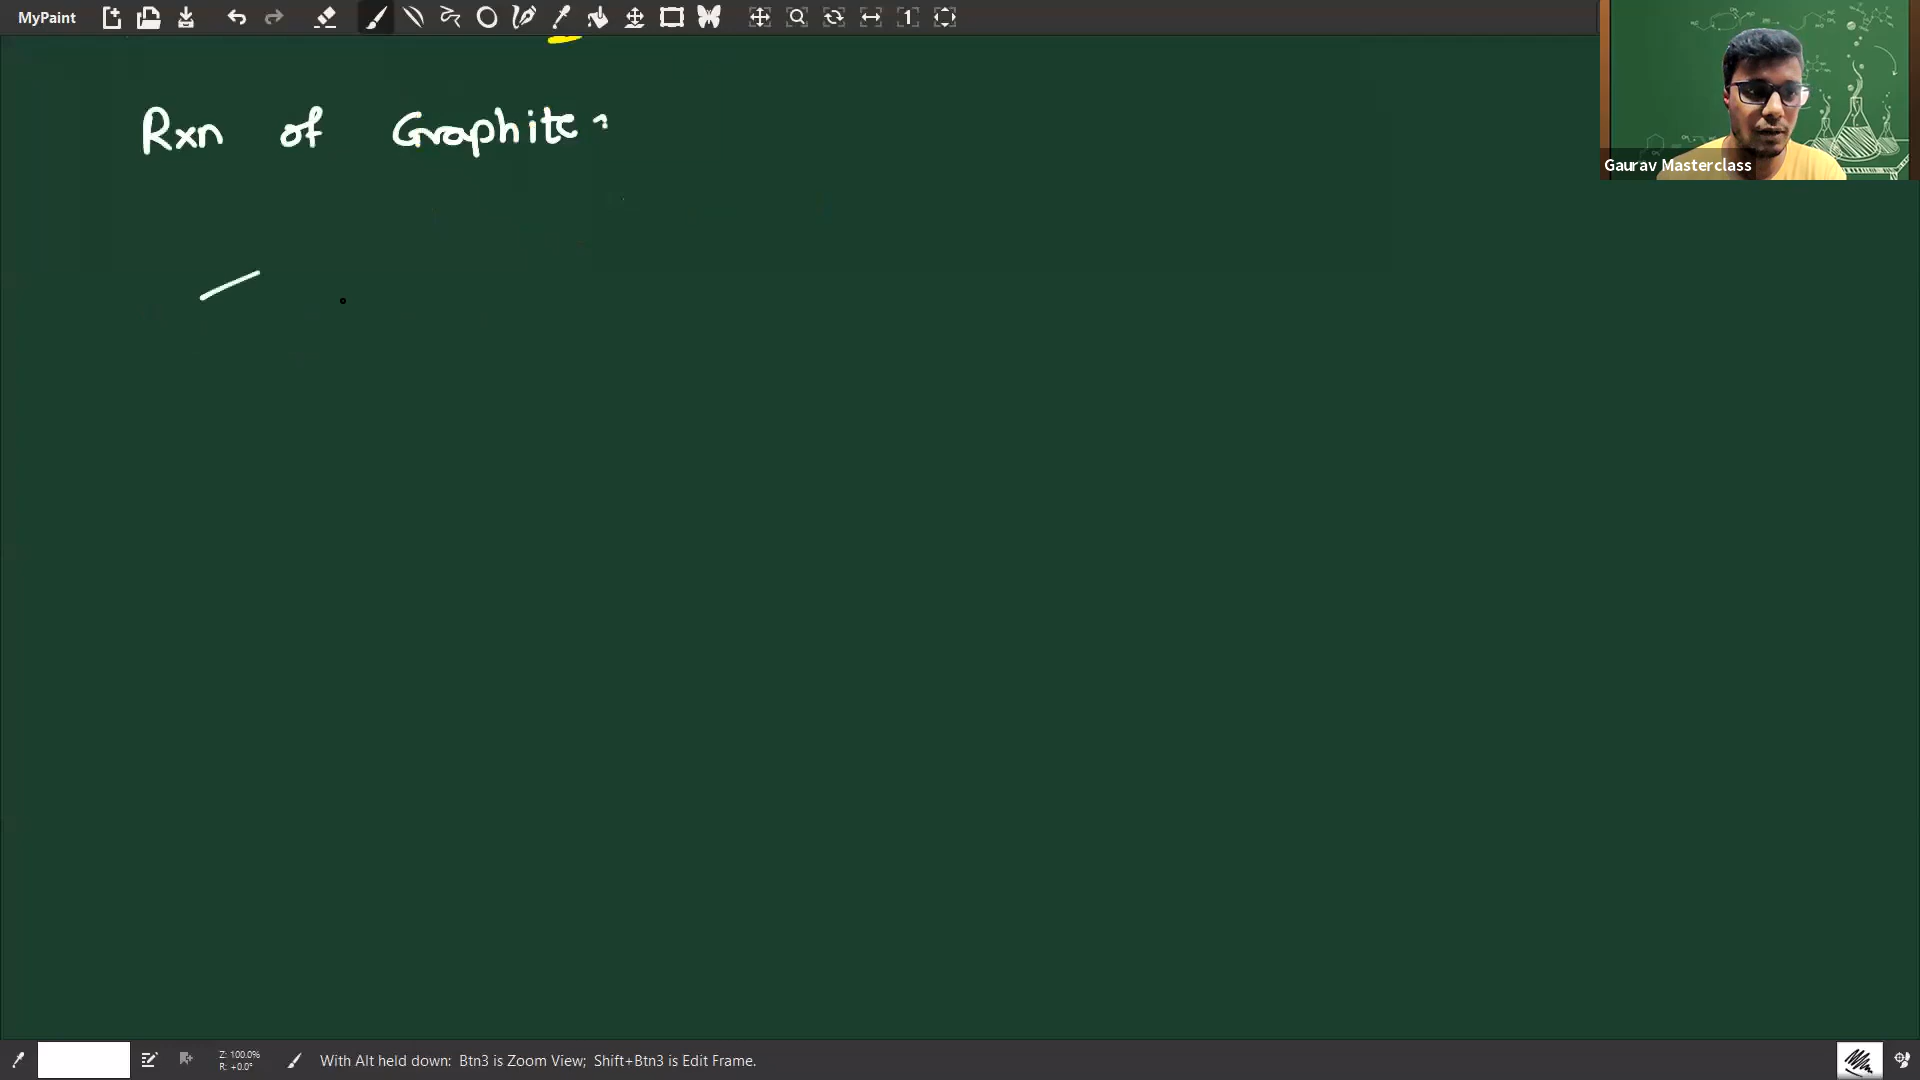 MyPaint
1
Rxn of Graphite
Gaurav Masterclass
Z: 100.0%
R: +0.0°
With Alt held down: Btn3 is Zoom View; Shift+Btn3 is Edit Frame.